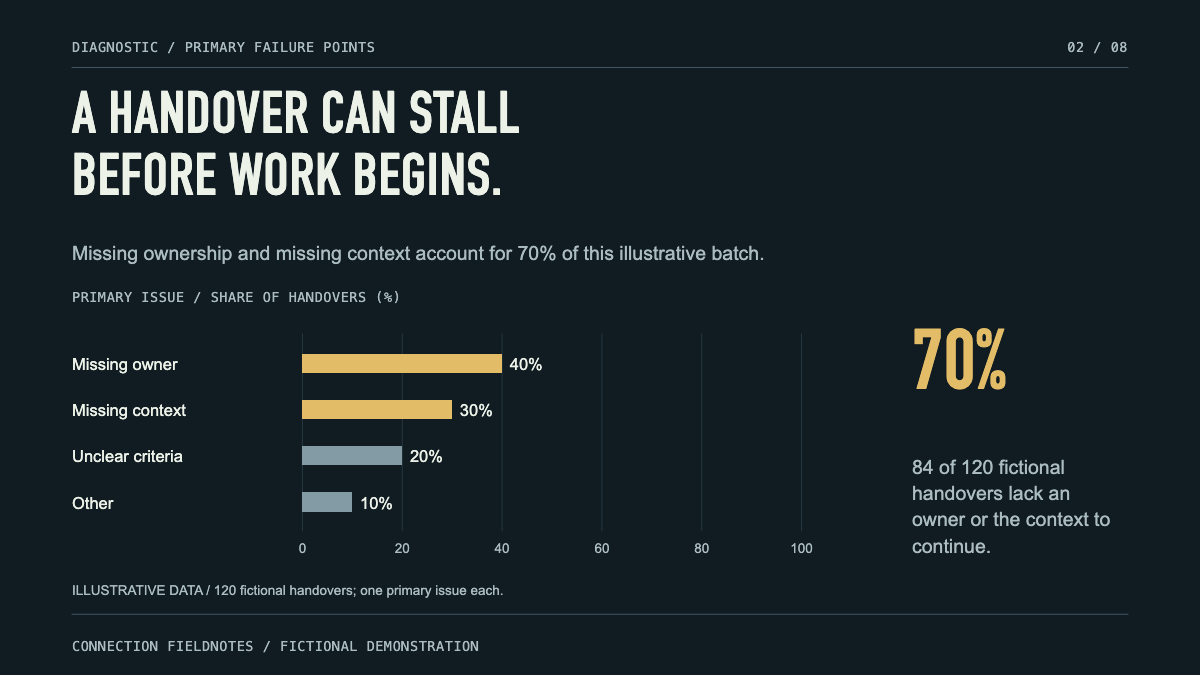 DIAGNOSTIC / PRIMARY FAILURE POINTS
02 / 08
A HANDOVER CAN STALL
BEFORE WORK BEGINS.
Missing ownership and missing context account for 70% of this illustrative batch.
PRIMARY ISSUE / SHARE OF HANDOVERS (%)
Missing owner
40%
Missing context
30%
Unclear criteria
20%
Other
10%
0
20
40
60
80
100
70%
84 of 120 fictional
handovers lack an
owner or the context to
continue.
ILLUSTRATIVE DATA / 120 fictional handovers; one primary issue each.
CONNECTION FIELDNOTES / FICTIONAL DEMONSTRATION